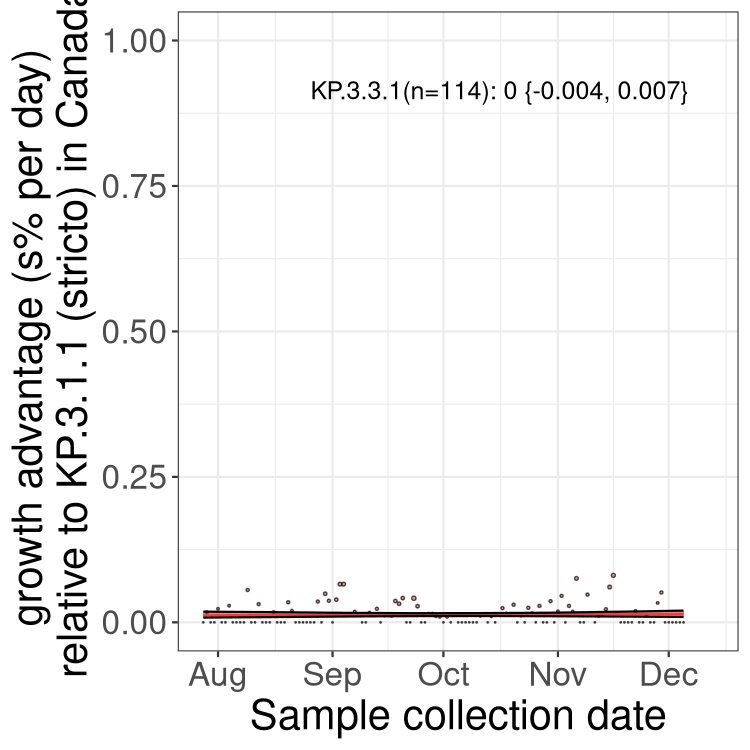 growth advantage (s% per day)
relative to KP.3.1.1 (stricto) in Canada
1.00
0.75
0.50
0.25
0.00
KP.3.3.1(n=114): 0 {-0.004, 0.007}
Aug Sep Oct Nov Dec
Sample collection date